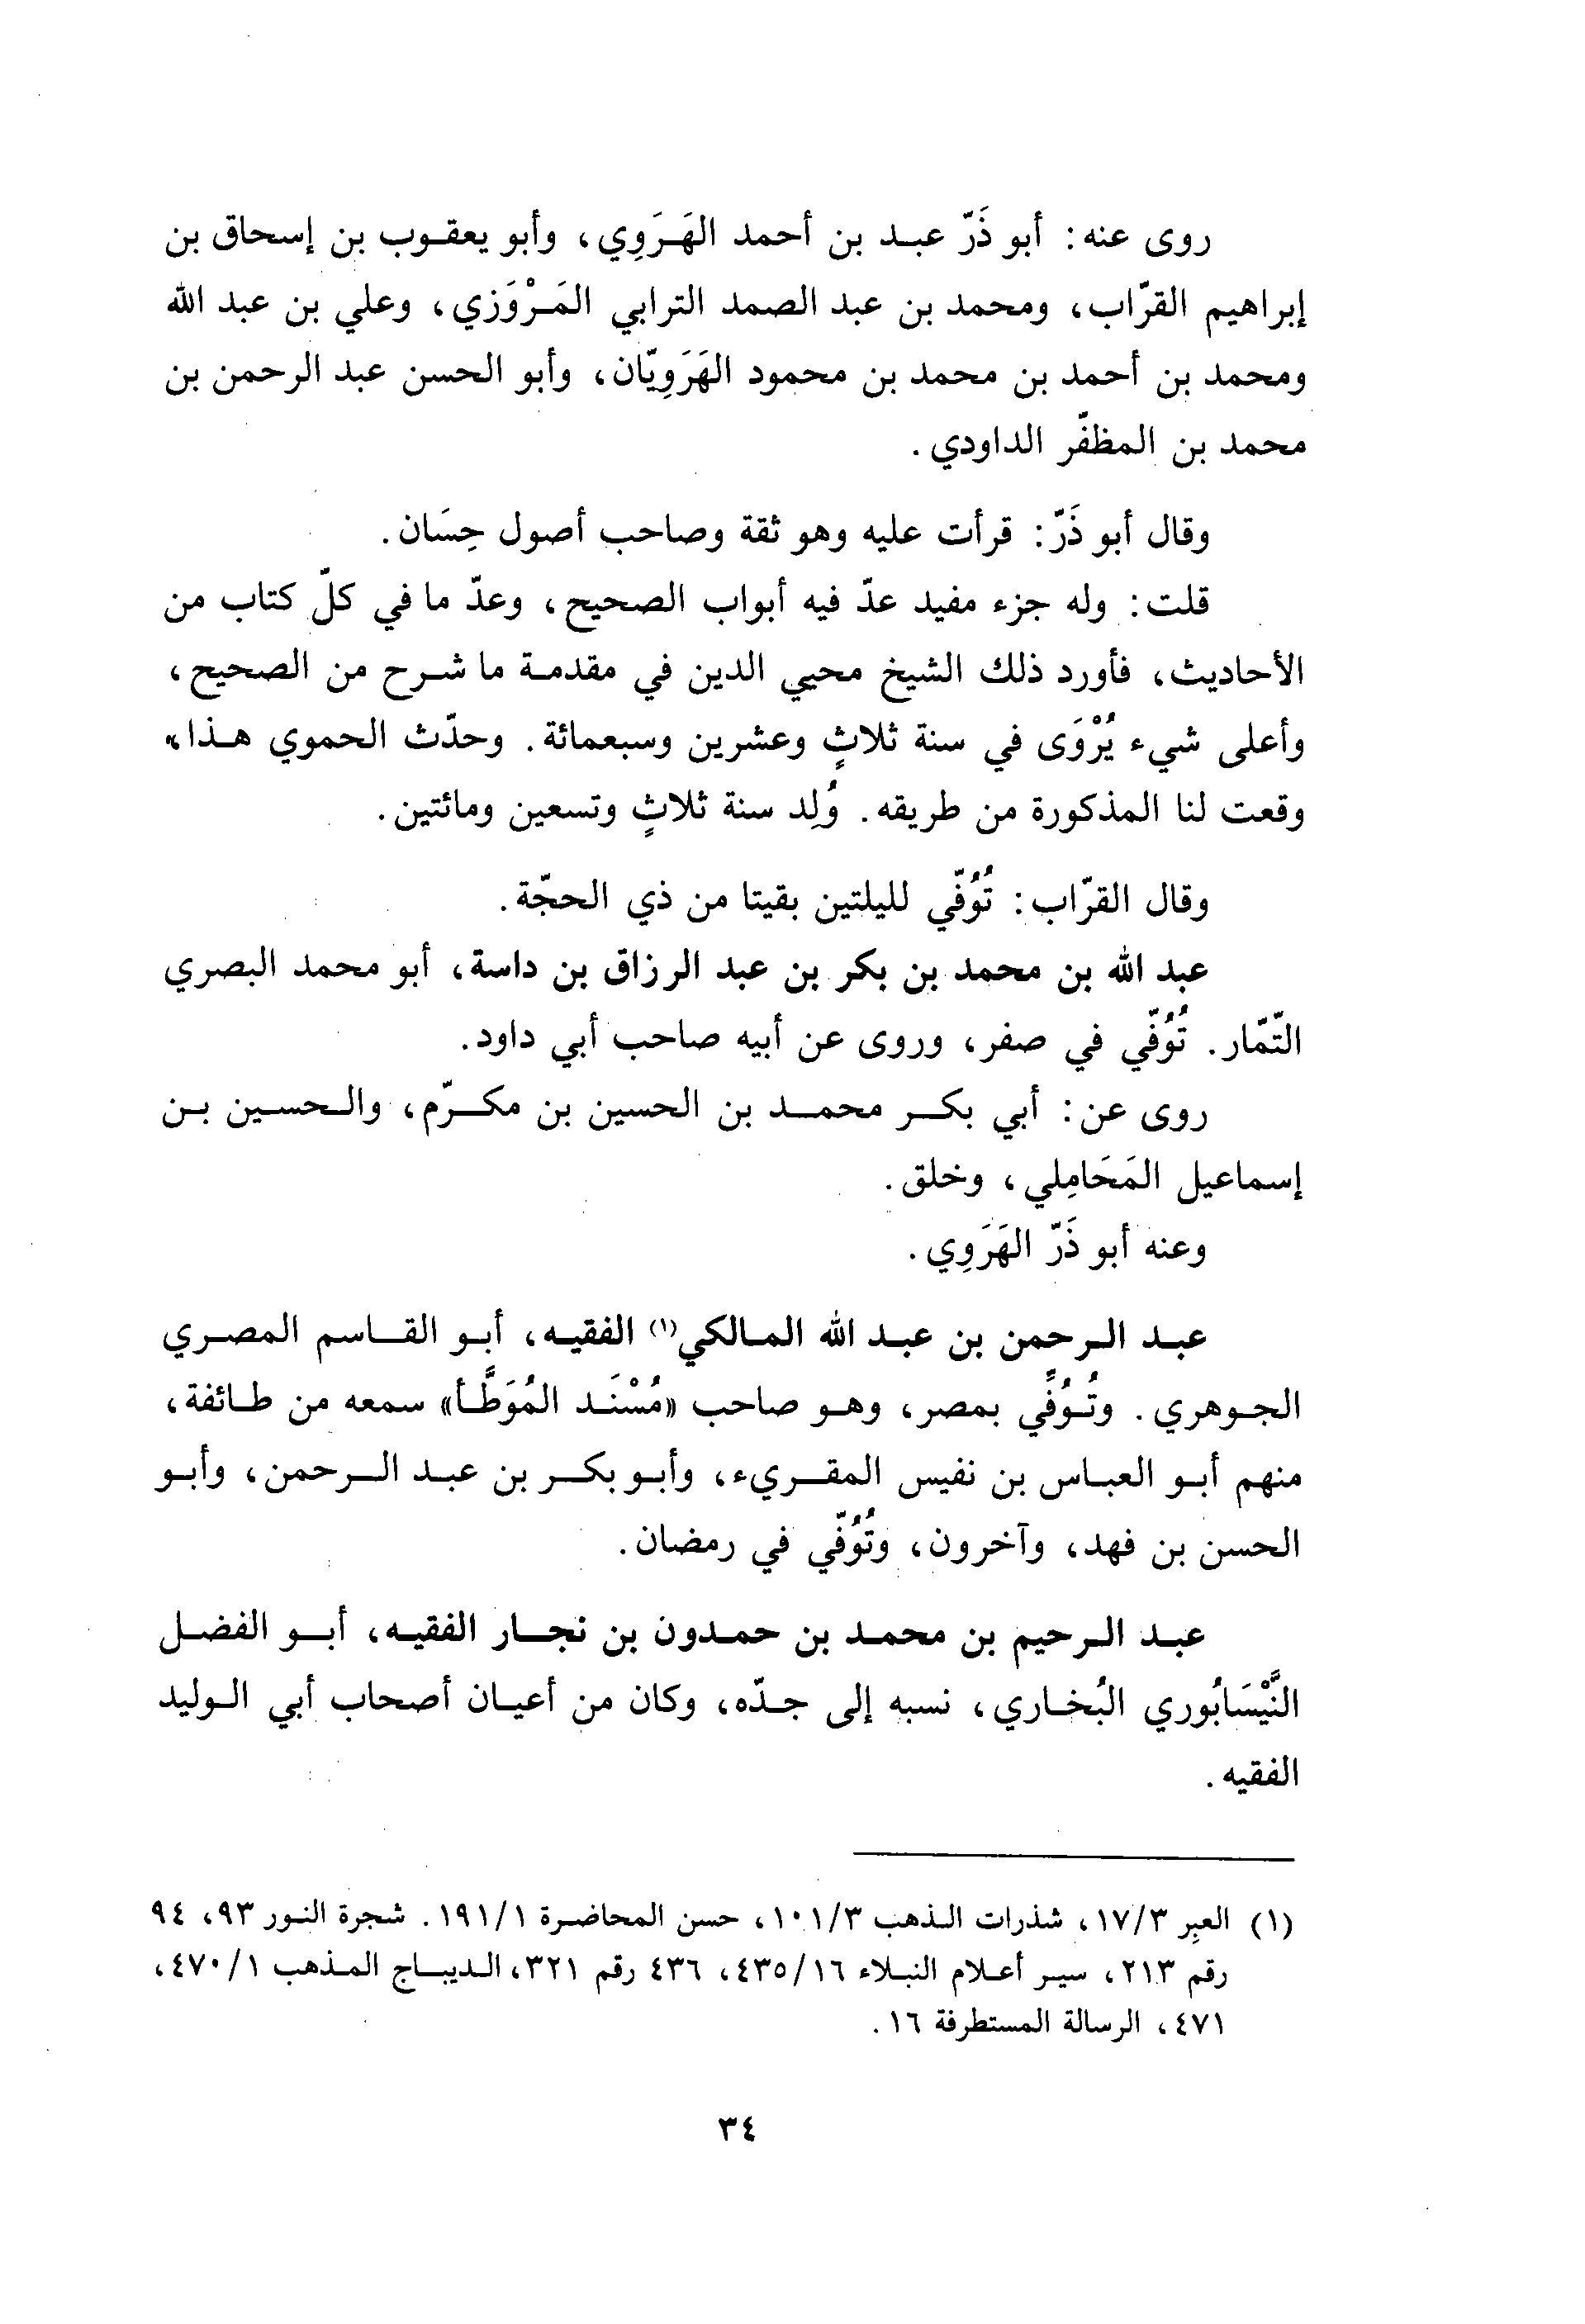 روى عنه: أبو ذَرّ عبد بن أحمد الهَرَوِي، وأبو يعقوب بن إسحاق بن
إبراهيم القرّاب، ومحمد بن عبد الصمد الترابي المَرْوَزي، وعلي بن عبد الله
ومحمد بن أحمد بن محمد بن محمود الهَرَوِيّان، وأبو الحسن عبد الرحمن بن
محمد بن المظفّر الداودي.
وقال أبو ذَرّ: قرأت عليه وهو ثقة وصاحب أصول حِسَان.
قلت: وله جزء مفيد عدّ فيه أبواب الصحيح، وعدّ ما في كلّ كتاب من
الأحاديث، فأورد ذلك الشيخ محيي الدين في مقدمة ما شرح من الصحيح،
وأعلى شيء يُرْوَى في سنة ثلاثٍ وعشرين وسبعمائة. وحدّث الحموي هذا»
وقعت لنا المذكورة من طريقه. وُلِد سنة ثلاثٍ وتسعين ومائتين.
وقال القرّاب: تُوُفّي لليلتين بقيتا من ذي الحجّة.
عبد الله بن محمد بن بكر بن عبد الرزاق بن داسة، أبو محمد البصري
التّمّار. تُوُفّي في صفر، وروى عن أبيه صاحب أبي داود.
روى عن: أبي بكر محمد بن الحسين بن مكرّم، والحسين بن
إسماعيل المَحَامِلي، وخلق.
وعنه أبو ذَرّ الهَرَوِي.
عبد الرحمن بن عبد الله المالكي(١) الفقيه، أبو القاسم المصري
الجوهري. وتُوُفِّي بمصر، وهو صاحب «مُسْنَد المُوَطَّأ» سمعه من طائفة،
منهم أبو العباس بن نفيس المقريء، وأبو بكر بن عبد الرحمن، وأبو
الحسن بن فهد، وآخرون، وتُوُفّي في رمضان.
عبد الرحيم بن محمد بن حمدون بن نجار الفقيه، أبو الفضل
النَّيْسَابُوري البُخاري، نسبه إلى جدّه، وكان من أعيان أصحاب أبي الوليد
الفقيه.
(١) العبر ١٧/٣، شذرات الذهب ١٠١/٣، حسن المحاضرة ١٩١/١. شجرة النور ٩٣، ٩٤
رقم ٢١٣، سير أعلام النبلاء ٤٣٥/١٦، ٤٣٦ رقم ٣٢١، الديباج المذهب ٤٧٠/١،
٤٧١، الرسالة المستطرفة ١٦.
٣٤